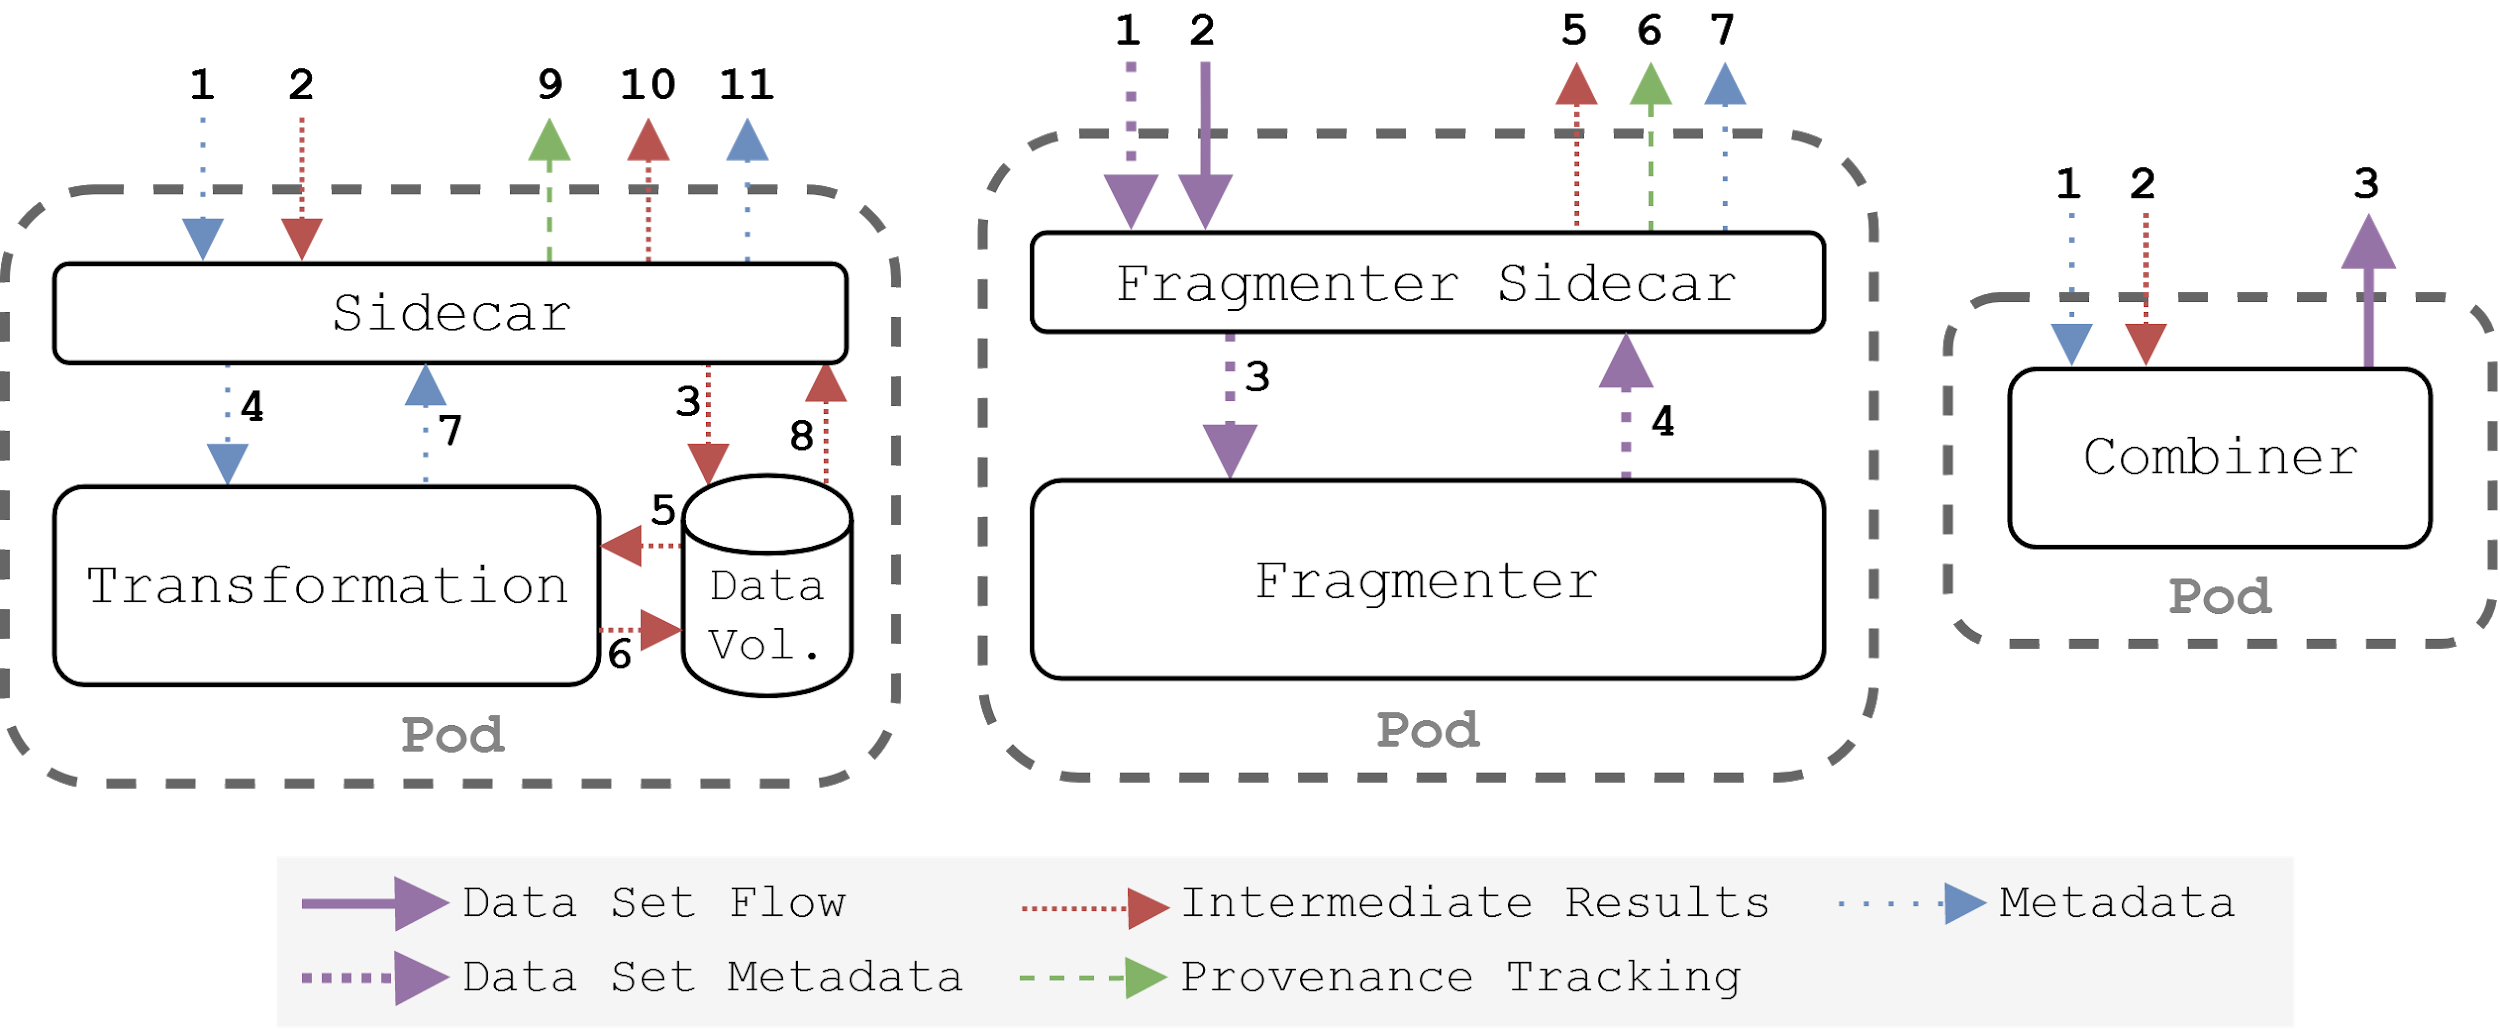 1 2 9 10 11
Sidecar
4 7 3 8
5
Transformation
6
Data
Vol.
Pod
1 2 5 6 7
Fragmenter Sidecar
3 4
Fragmenter
Pod
1 2 3
Combiner
Pod
Data Set Flow
Intermediate Results
Metadata
Data Set Metadata
Provenance Tracking